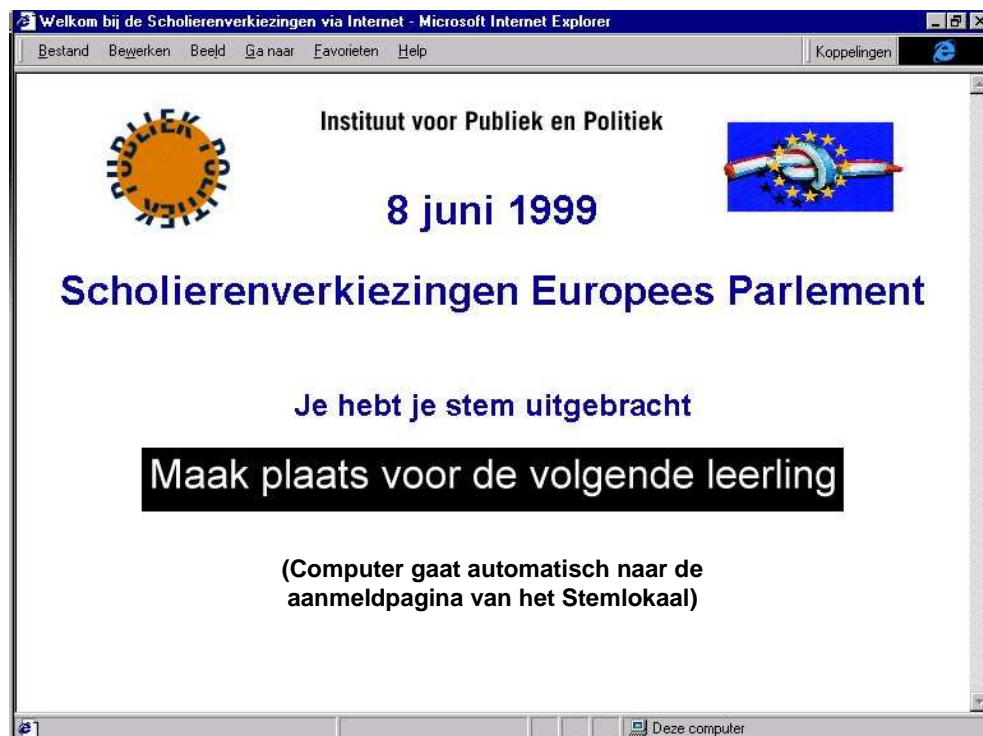 Welkom bij de Scholierenverkiezingen via Internet - Microsoft Internet Explorer
Bestand Bewerken Beeld Ga naar Favorieten Help Koppelingen
PUBLIEK POLITIEK
Instituut voor Publiek en Politiek
8 juni 1999
Scholierenverkiezingen Europees Parlement
Je hebt je stem uitgebracht
Maak plaats voor de volgende leerling
(Computer gaat automatisch naar de
aanmeldpagina van het Stemlokaal)
Deze computer